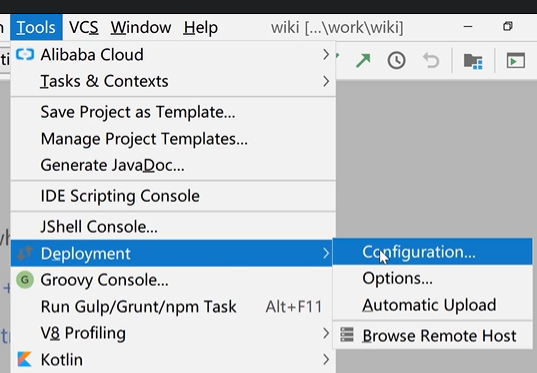 Tools VCS Window Help wiki [...\work\wiki]
Alibaba Cloud
Tasks & Contexts
Save Project as Template...
Manage Project Templates...
Generate JavaDoc...
IDE Scripting Console
JShell Console...
Deployment
Configuration...
Groovy Console...
Options...
Run Gulp/Grunt/npm Task Alt+F11
Automatic Upload
V8 Profiling
Browse Remote Host
Kotlin